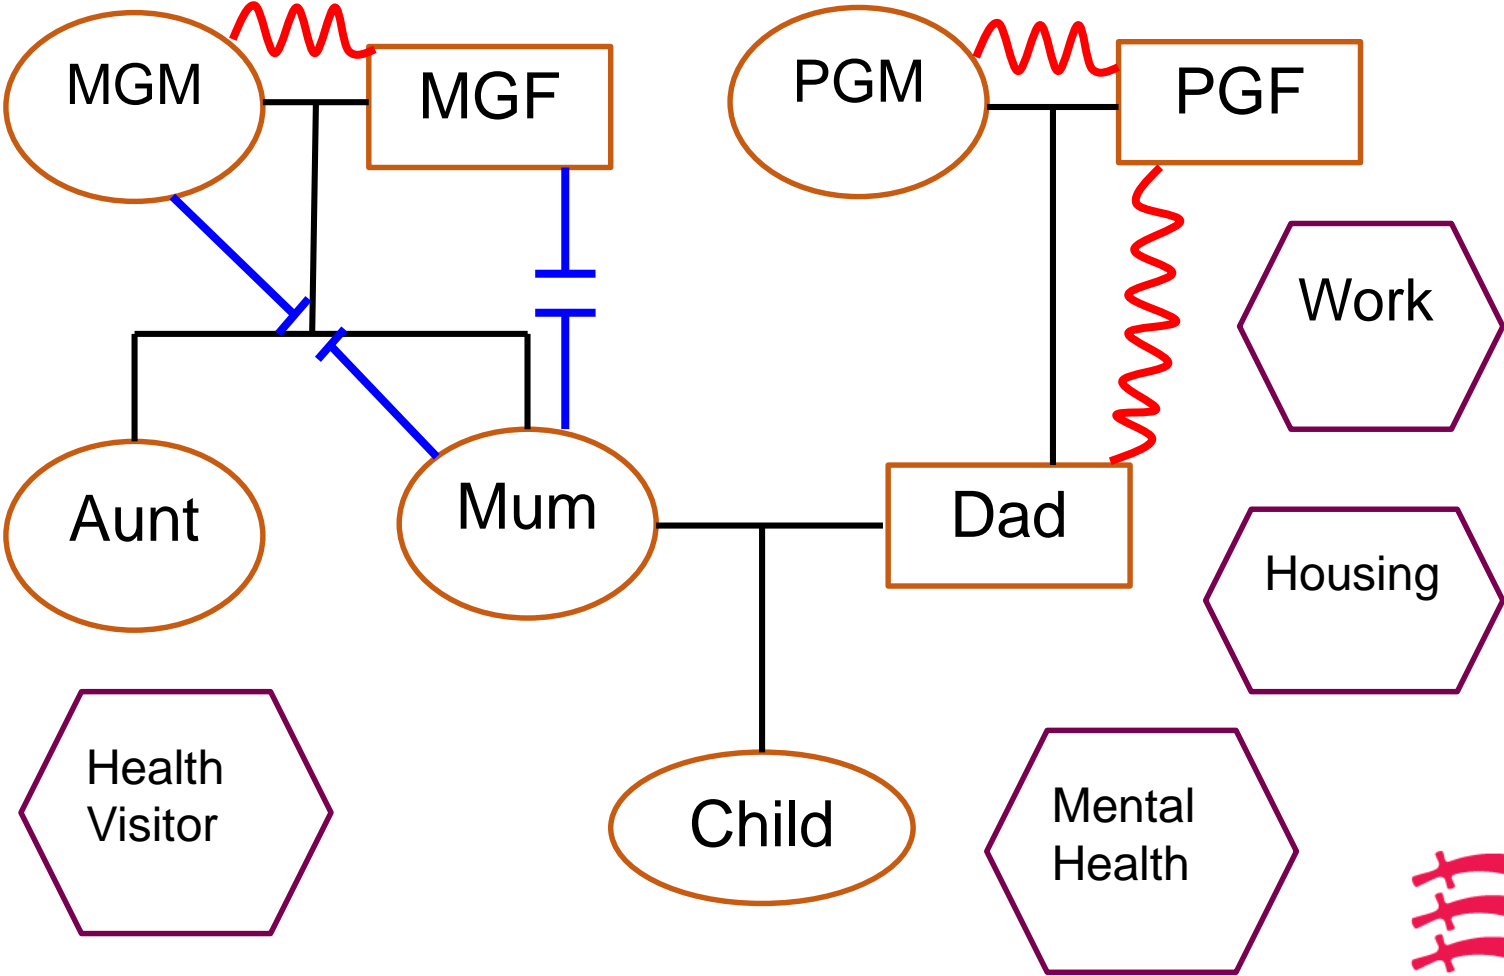 MGM
MGF
PGM
PGF
Work
Aunt
Mum
Dad
Housing
Health
Visitor
Child
Mental
Health